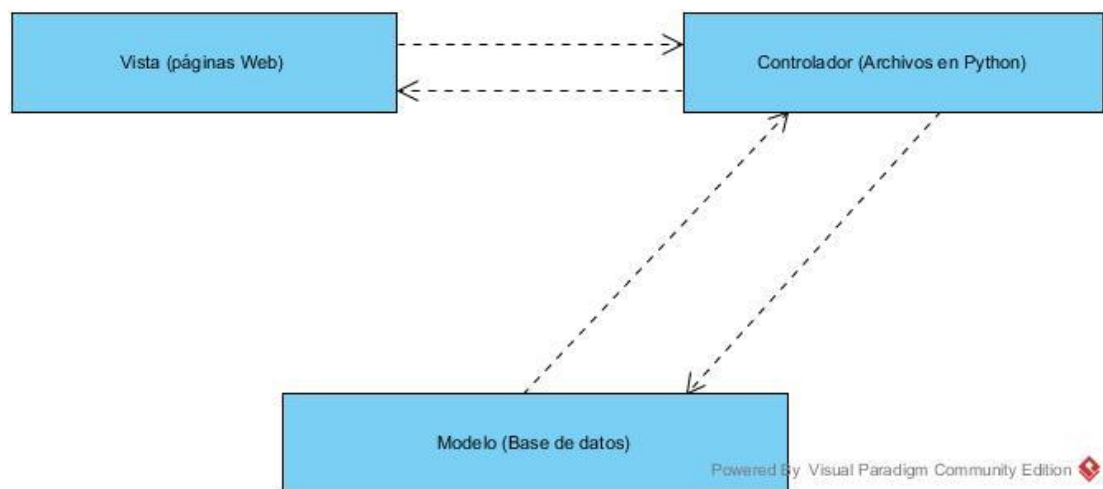 Vista (páginas Web)
Controlador (Archivos en Python)
Modelo (Base de datos)
Powered By Visual Paradigm Community Edition